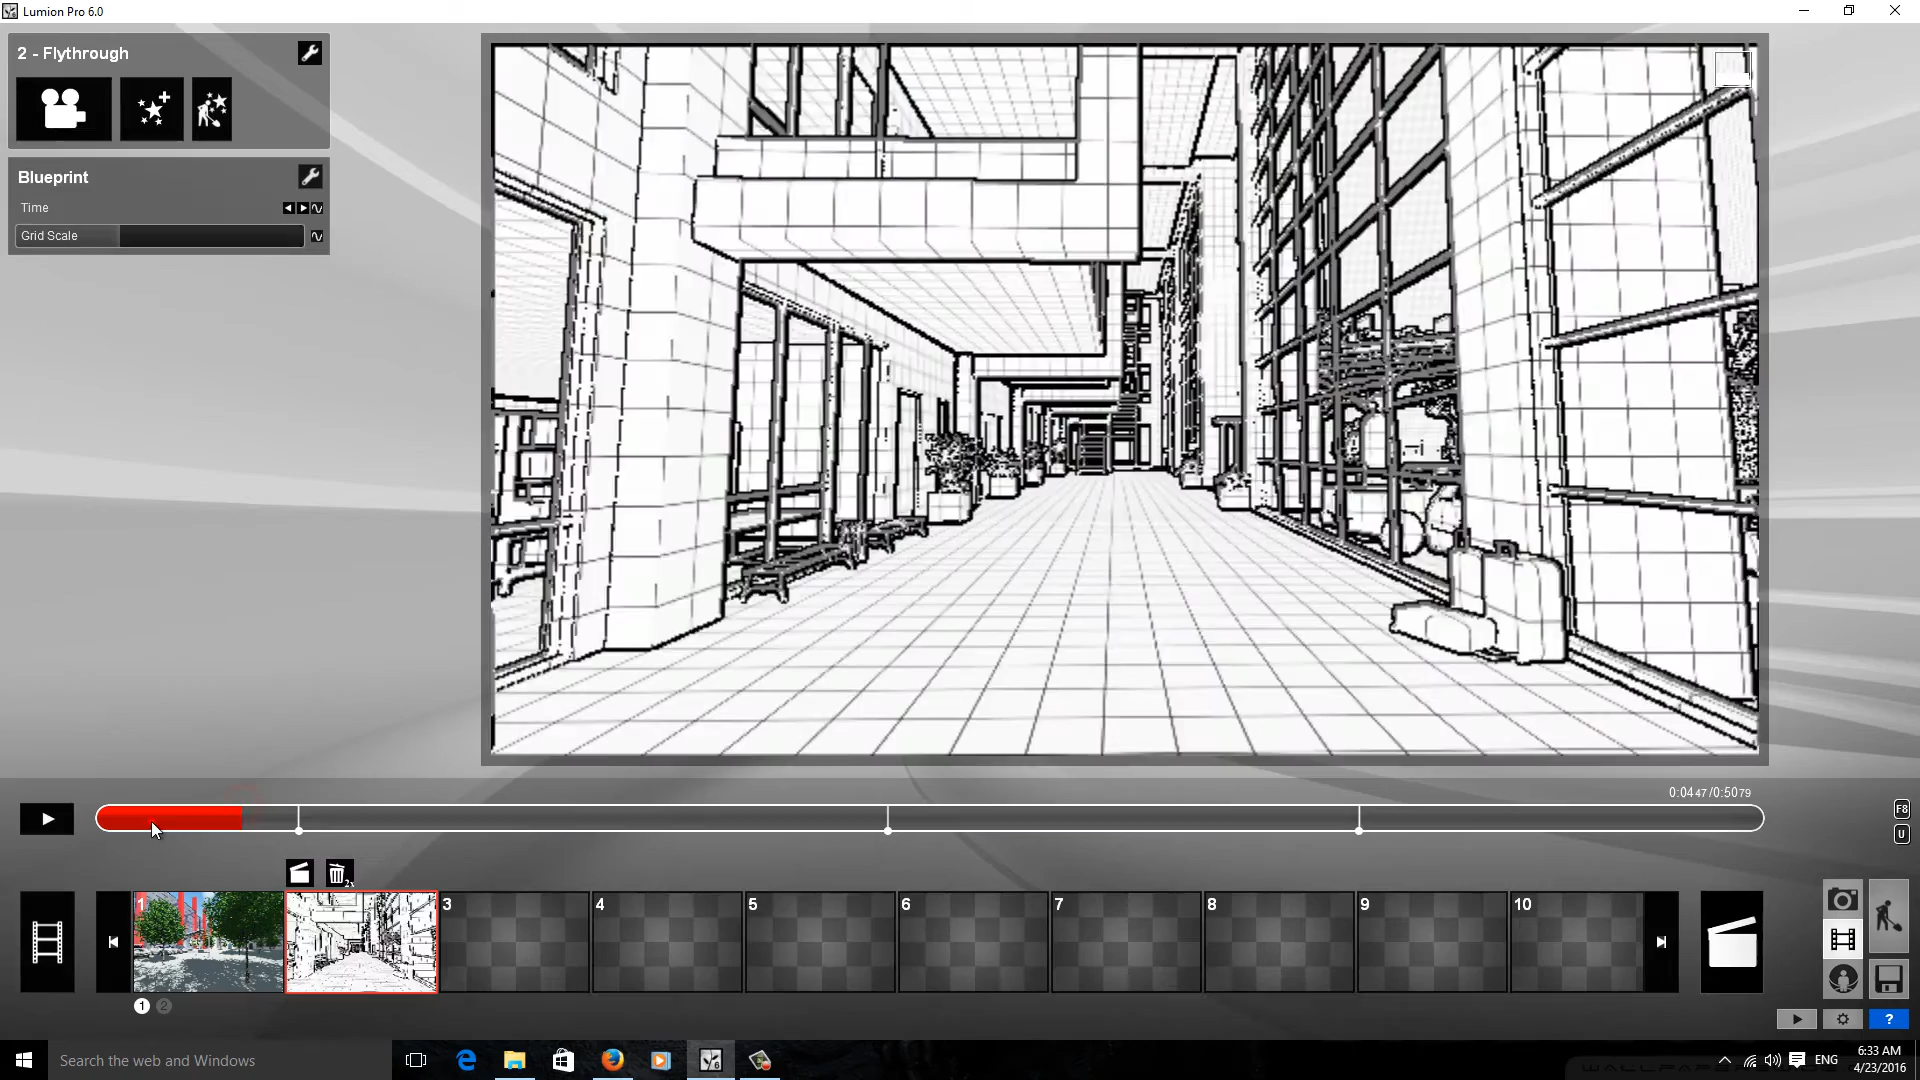 Lumion Pro 6.0
2 - Flythrough
Blueprint
Time
Grid Scale
0:04 47/0:50 79
F8
U
2x
1
3
4
5
6
7
8
9
10
1
2
?
Search the web and Windows
6
ENG
6:33 AM
4/23/2016